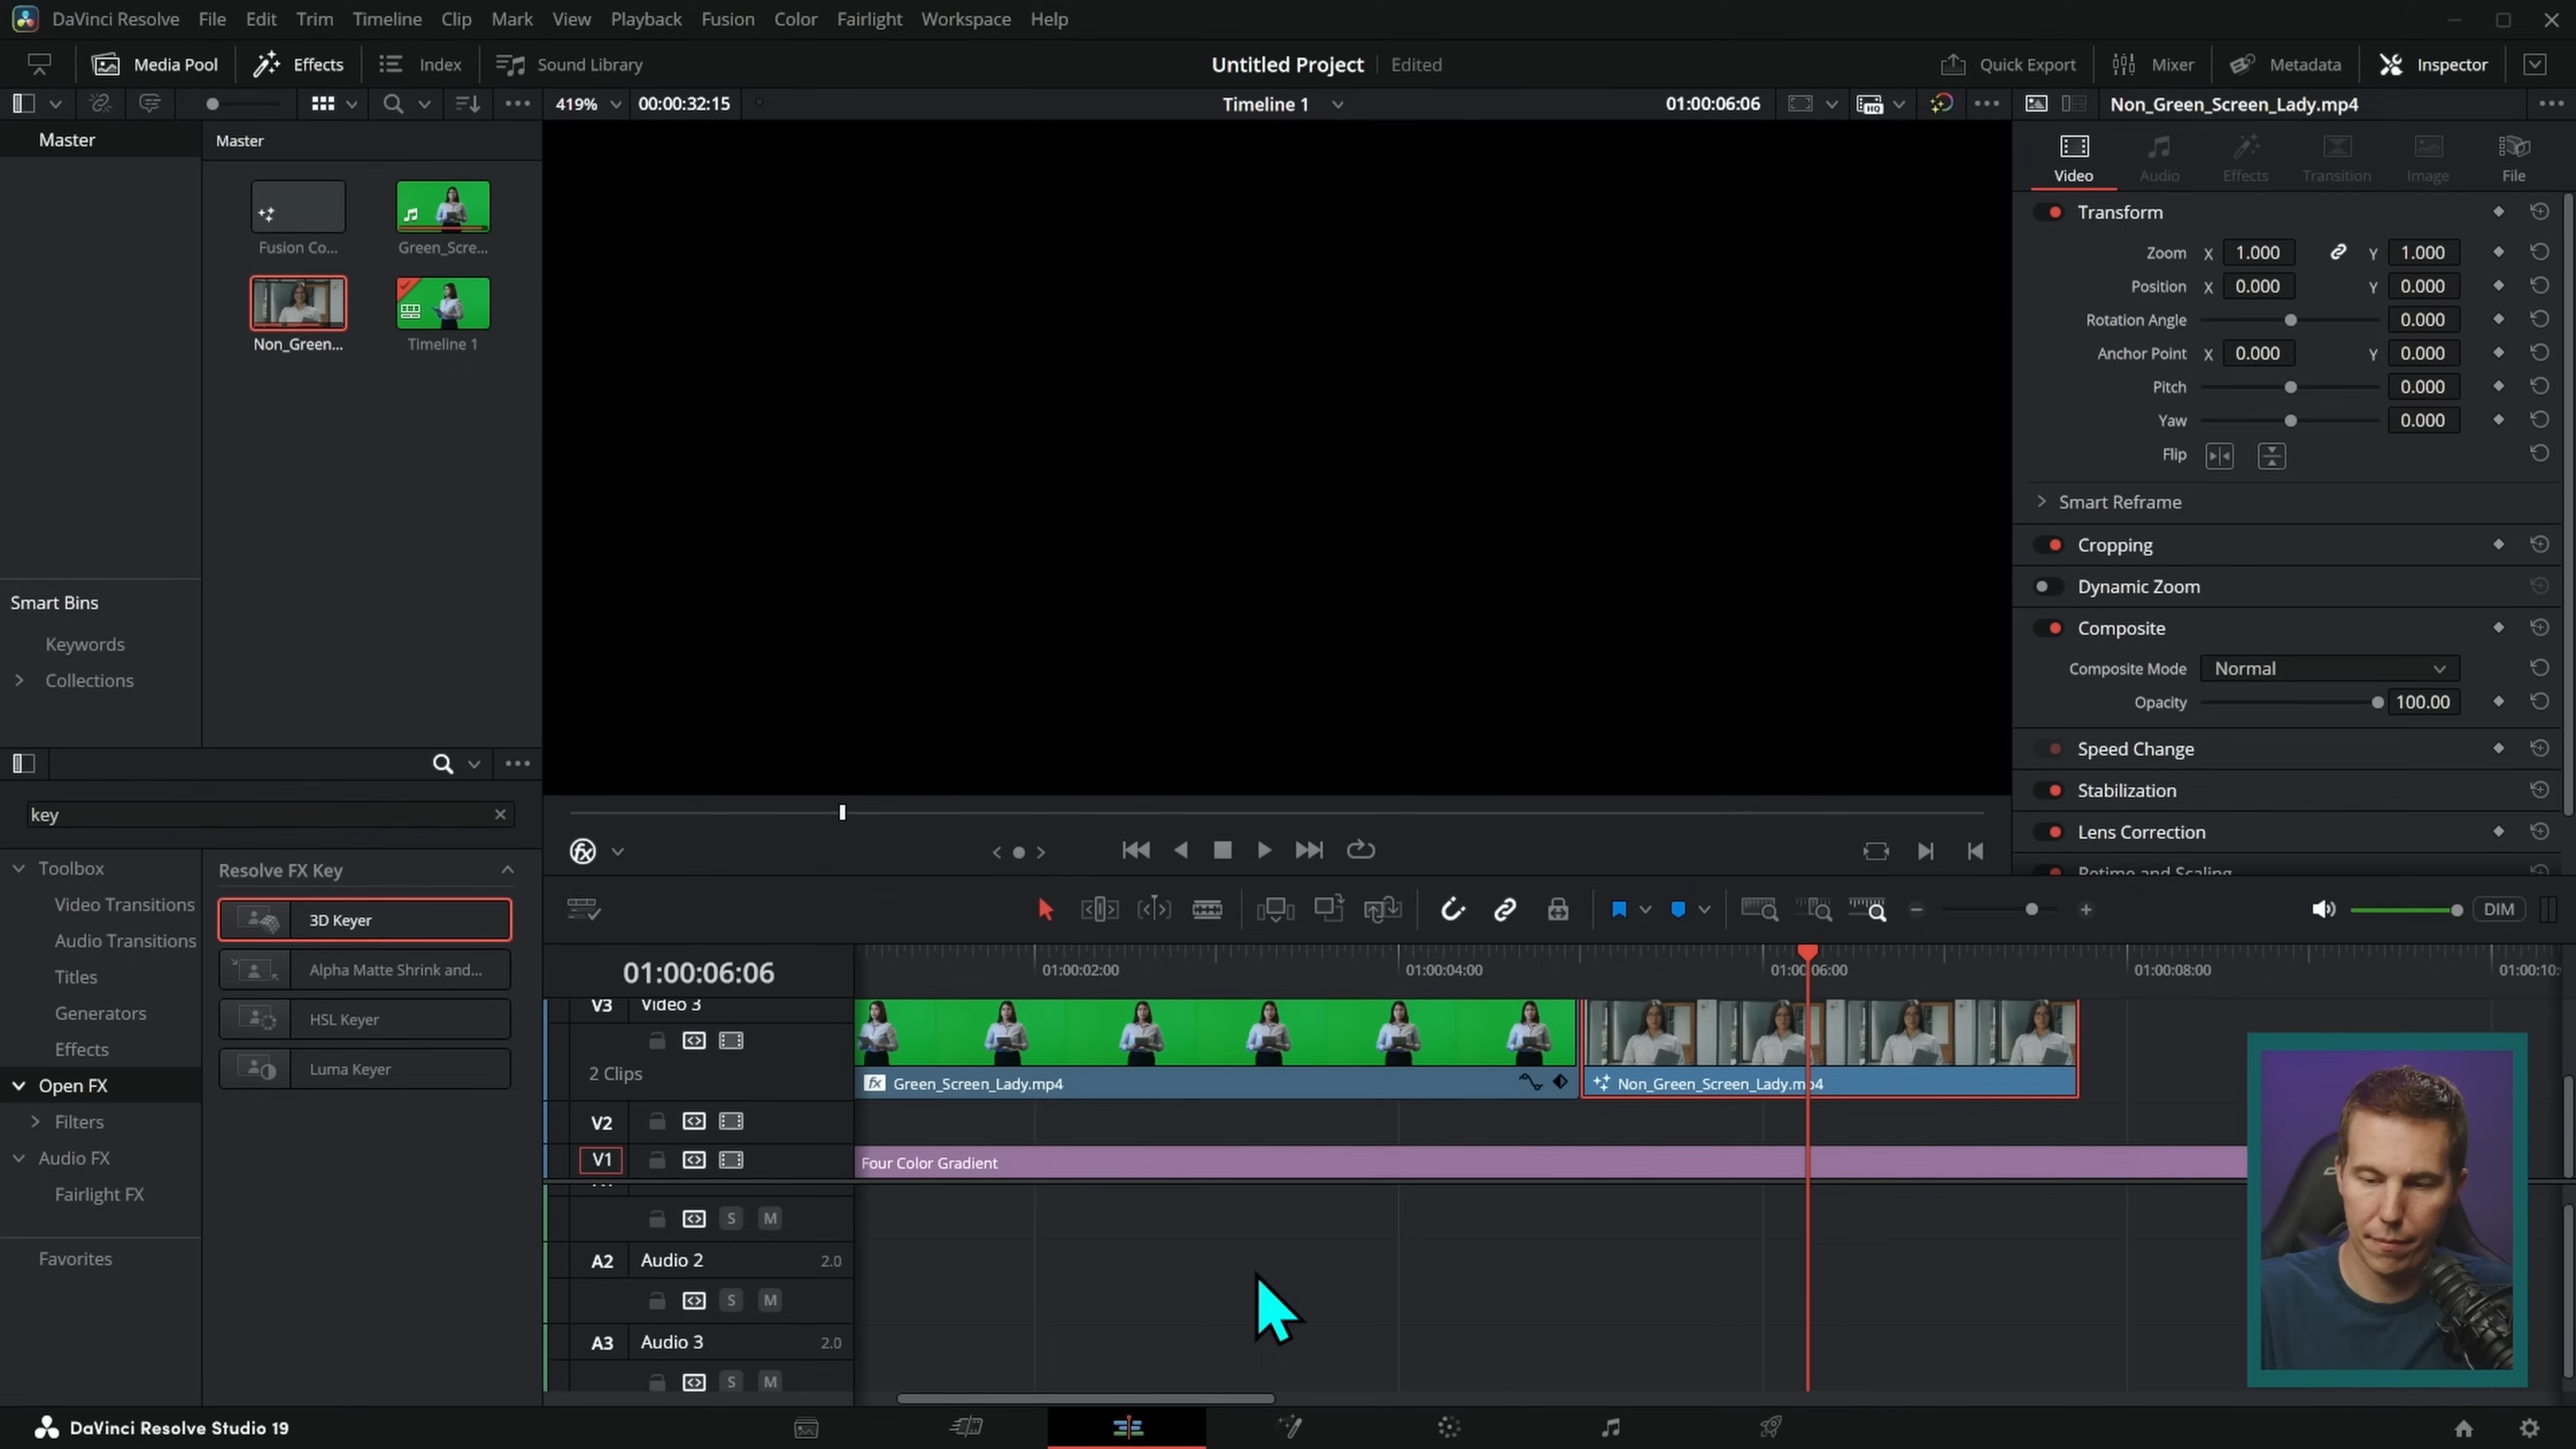 DaVinci Resolve File Edit Trim Timeline Clip Mark View Playback Fusion Color Fairlight Workspace Help
Media Pool Effects Index Sound Library Untitled Project Edited Quick Export Mixer Metadata Inspector
419% 00:00:32:15 Timeline 1 01:00:06:06 Non_Green_Screen_Lady.mp4
Master
Master
Fusion Co...
Green_Scre...
Non_Green...
Timeline 1
Smart Bins
Keywords
Collections
Video Audio Effects Transition Image File
Transform
Zoom X 1.000 Y 1.000
Position X 0.000 Y 0.000
Rotation Angle 0.000
Anchor Point X 0.000 Y 0.000
Pitch 0.000
Yaw 0.000
Flip
Smart Reframe
Cropping
Dynamic Zoom
Composite
Composite Mode Normal
Opacity 100.00
Speed Change
Stabilization
Lens Correction
Retime and Scaling
key
Toolbox
Video Transitions
Audio Transitions
Titles
Generators
Effects
Open FX
Filters
Audio FX
Fairlight FX
Favorites
Resolve FX Key
3D Keyer
Alpha Matte Shrink and...
HSL Keyer
Luma Keyer
fx
HQ
DIM
01:00:06:06
01:00:02:00 01:00:04:00 01:00:06:00 01:00:08:00 01:00:10:
V3 Video 3
2 Clips
fx Green_Screen_Lady.mp4
Non_Green_Screen_Lady.mp4
V2
V1
Four Color Gradient
S M
A2 Audio 2 2.0
S M
A3 Audio 3 2.0
S M
DaVinci Resolve Studio 19